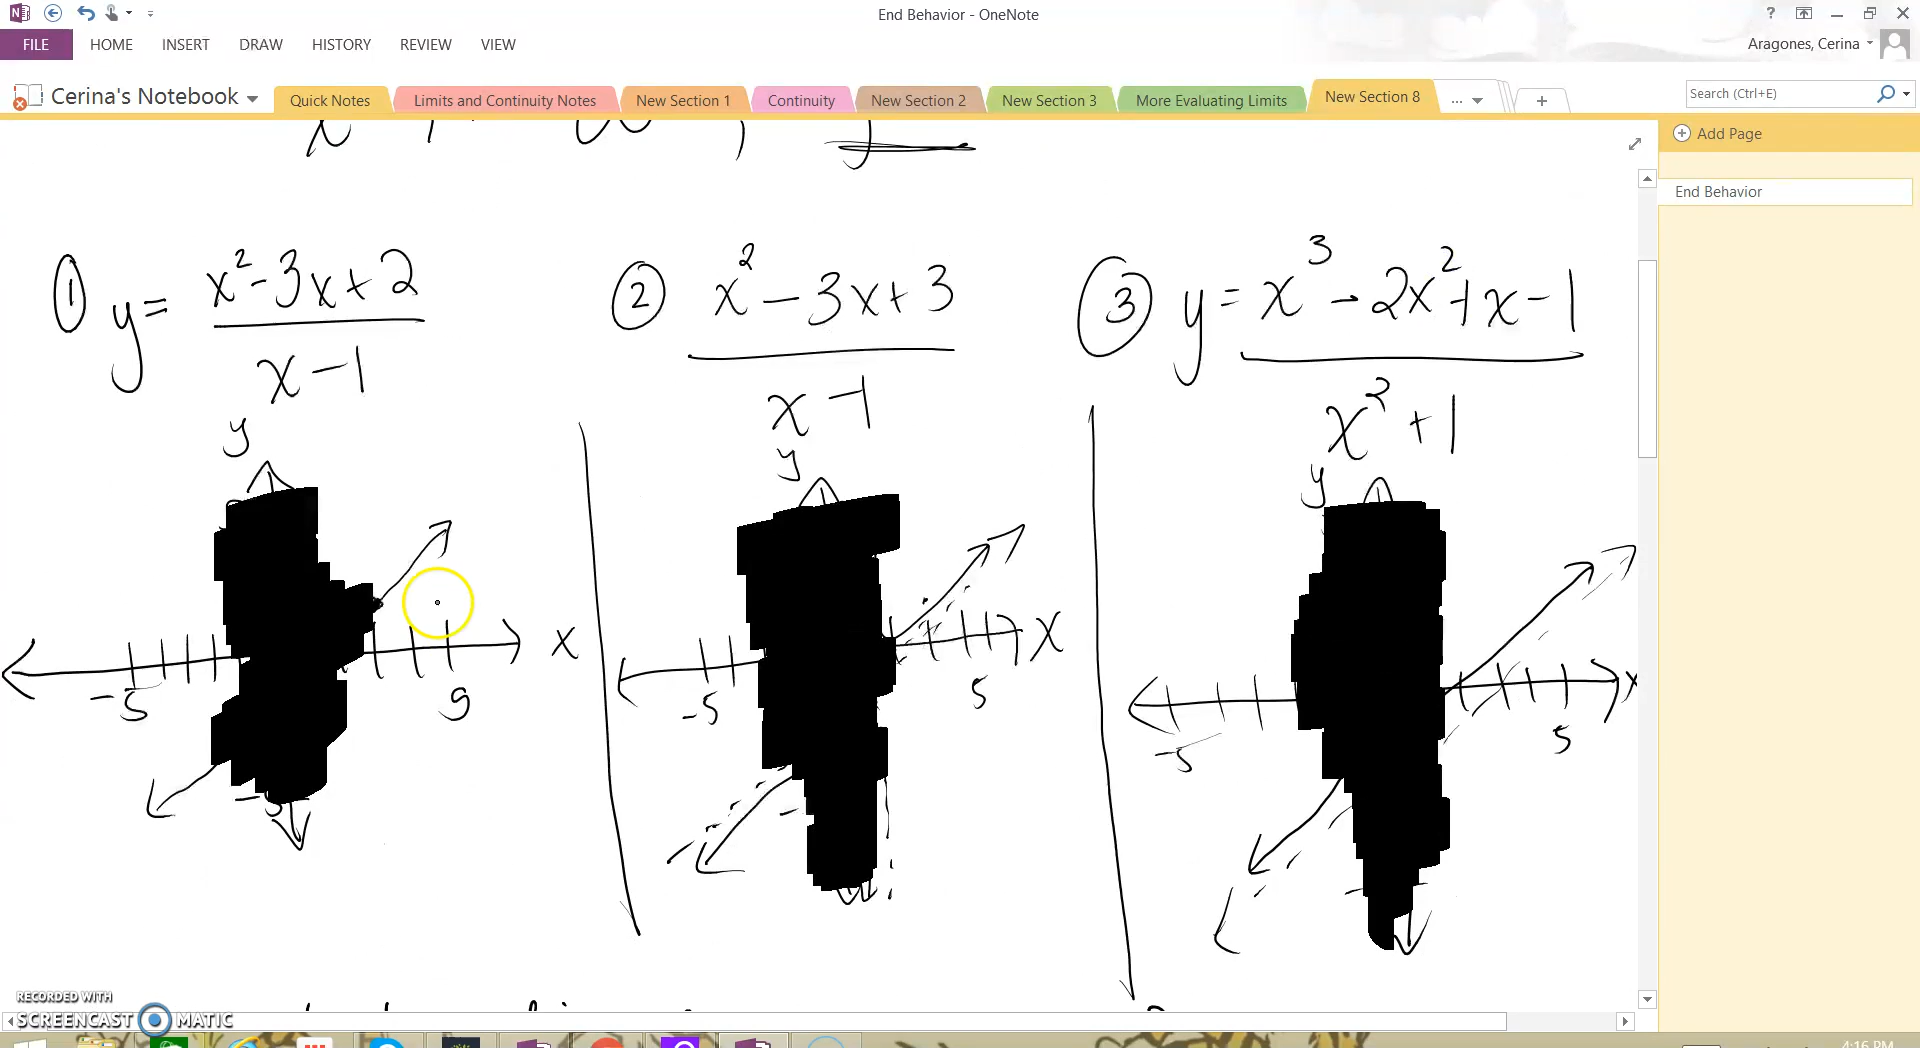 End Behavior - OneNote
?
FILE HOME INSERT DRAW HISTORY REVIEW VIEW
Aragones, Cerina
Cerina's Notebook
Quick Notes
Limits and Continuity Notes
New Section 1
Continuity
New Section 2
New Section 3
More Evaluating Limits
New Section 8
...
Search (Ctrl+E)
Add Page
End Behavior
① y = x² - 3x + 2
x - 1
② x² - 3x + 3
x - 1
③ y = x³ - 2x² + x - 1
x² + 1
y
x
-5
y
x
-5
5
y
x
-5
5
RECORDED WITH
SCREENCAST MATIC
4:16 PM